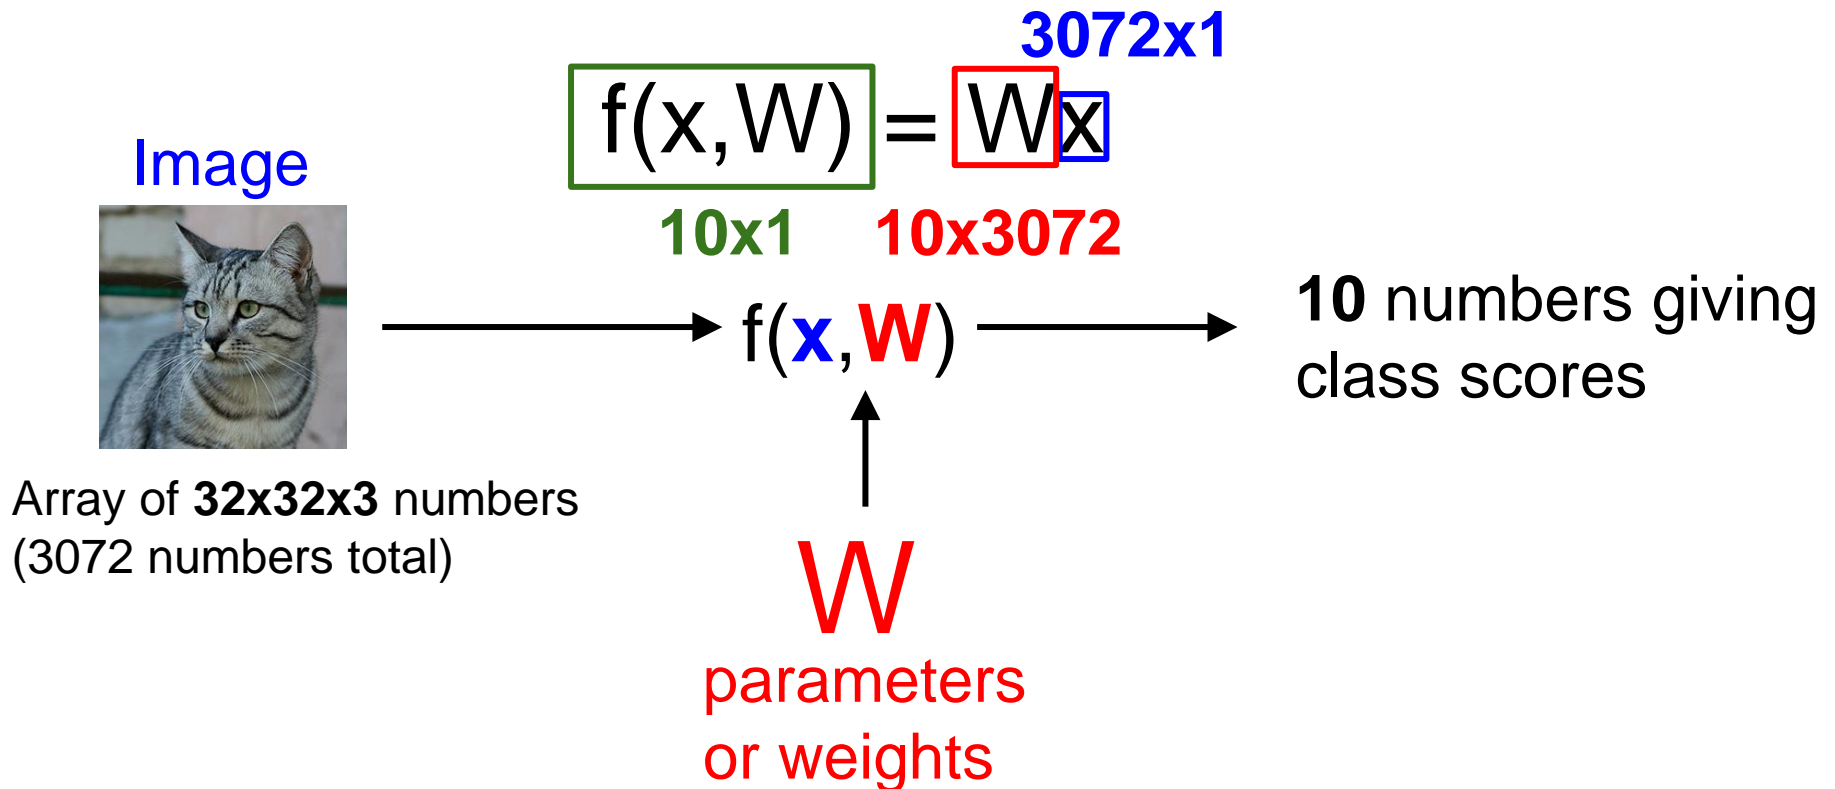 3072x1
f(x,W) = Wx
Image
10x1 10x3072
f(x,W)
10 numbers giving
class scores
Array of 32x32x3 numbers
(3072 numbers total)
W
parameters
or weights